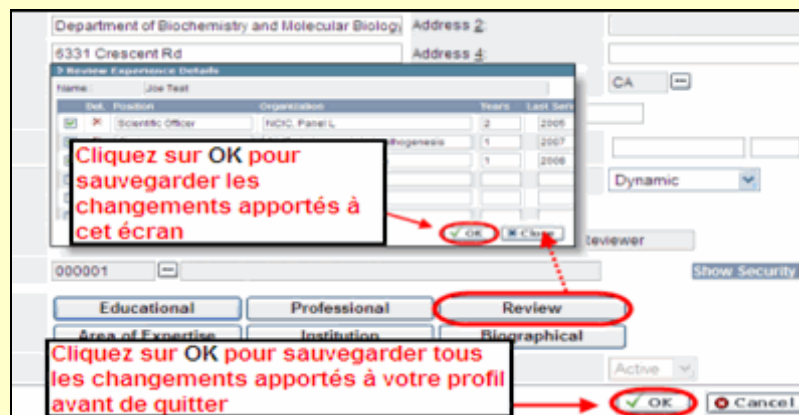 Department of Biochemistry and Molecular Biology Address 2:
6331 Crescent Rd Address 4:
> Review Experience Details
Name: Joe Test
CA
Del. Position Organization Years Last Serv
Scientific Officer NCIC, Panel L 2 2005
hogenesis 1 2007
1 2008
Cliquez sur OK pour
sauvegarder les
changements apportés à
cet écran
Dynamic
OK Close
Reviewer
000001 Show Security
Educational Professional Review
Area of Expertise Institution Biographical
Cliquez sur OK pour sauvegarder tous
les changements apportés à votre profil
avant de quitter
Active
OK Cancel